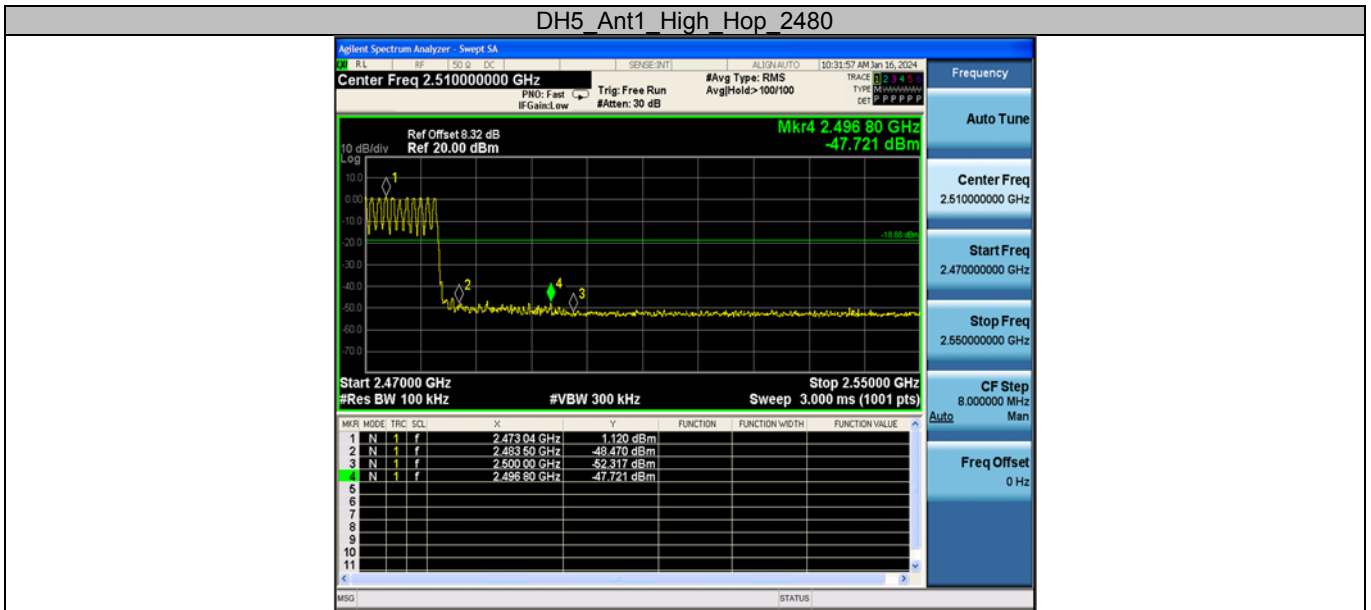 DH5_Ant1_High_Hop_2480
Agilent Spectrum Analyzer - Swept SA
RL RF 50 Ω DC SENSE:INT ALIGNAUTO 10:31:57 AM Jan 16, 2024
Center Freq 2.510000000 GHz
PNO: Fast
IFGain:Low
Trig: Free Run
#Atten: 30 dB
#Avg Type: RMS
Avg|Hold:>100/100
TRACE 1 2 3 4 5 6
TYPE M
DET P P P P P P
Mkr4 2.496 80 GHz
-47.721 dBm
Ref Offset 8.32 dB
10 dB/div Ref 20.00 dBm
Log
10.0
0.00
-10.0
-20.0
-30.0
-40.0
-50.0
-60.0
-70.0
1
2
4
3
-18.88 dBm
Start 2.47000 GHz Stop 2.55000 GHz
#Res BW 100 kHz #VBW 300 kHz Sweep 3.000 ms (1001 pts)
MKR MODE TRC SCL X Y FUNCTION FUNCTION WIDTH FUNCTION VALUE
1 N 1 f 2.473 04 GHz 1.120 dBm
2 N 1 f 2.483 50 GHz -48.470 dBm
3 N 1 f 2.500 00 GHz -52.317 dBm
4 N 1 f 2.496 80 GHz -47.721 dBm
5
6
7
8
9
10
11
MSG STATUS
Frequency
Auto Tune
Center Freq
2.510000000 GHz
Start Freq
2.470000000 GHz
Stop Freq
2.550000000 GHz
CF Step
8.000000 MHz
Auto Man
Freq Offset
0 Hz